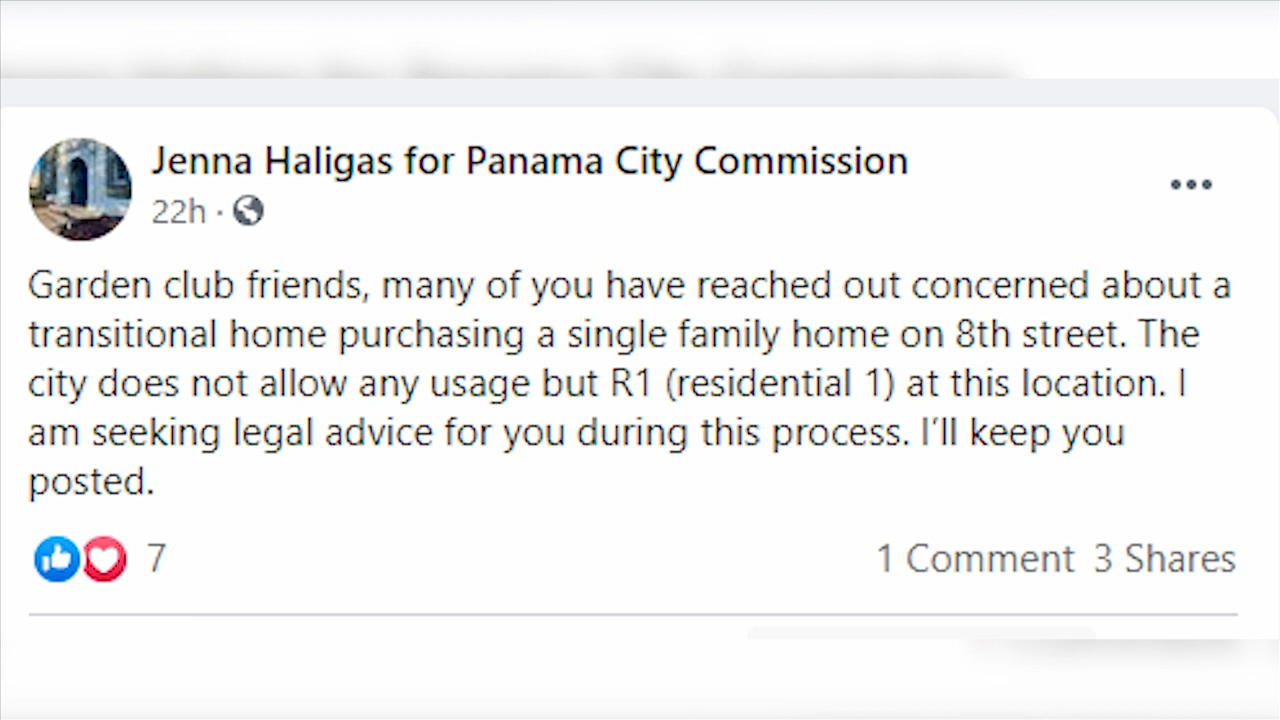 Jenna Haligas for Panama City Commission
22h ·
Garden club friends, many of you have reached out concerned about a
transitional home purchasing a single family home on 8th street. The
city does not allow any usage but R1 (residential 1) at this location. I
am seeking legal advice for you during this process. I'll keep you
posted.
7
1 Comment 3 Shares